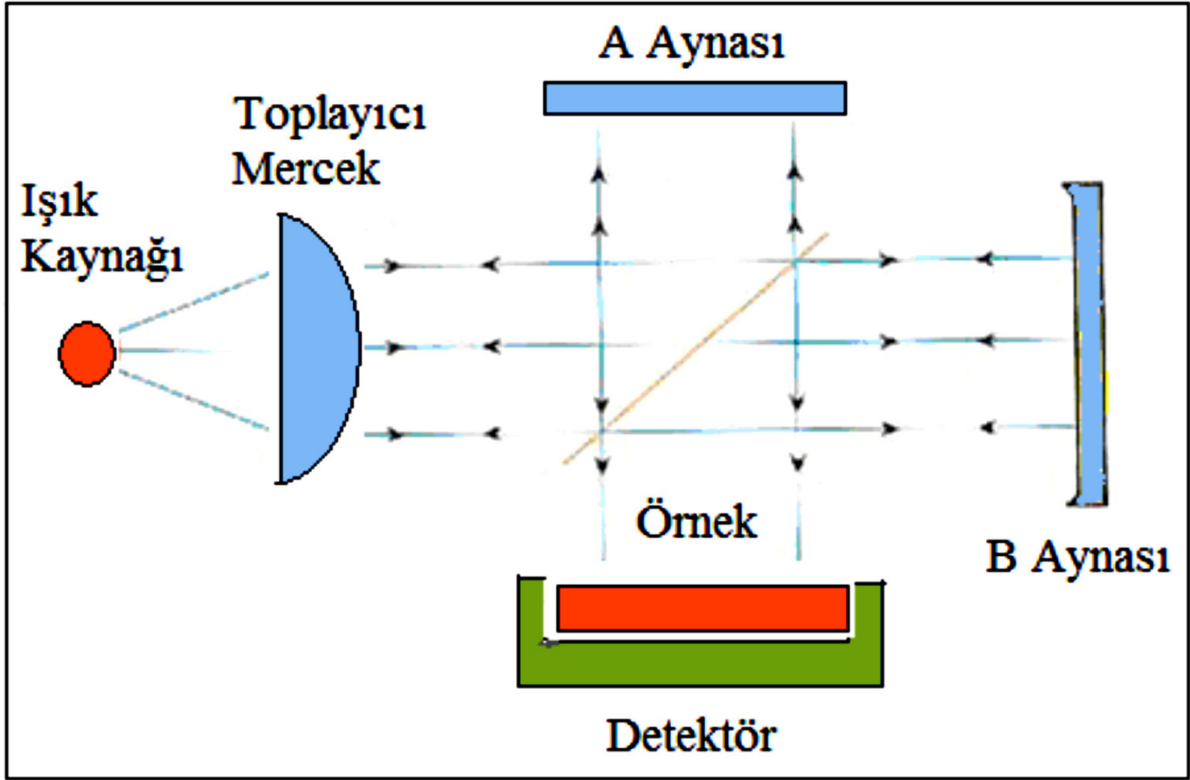 A Aynası
Toplayıcı
Mercek
Işık
Kaynağı
Örnek
B Aynası
Detektör